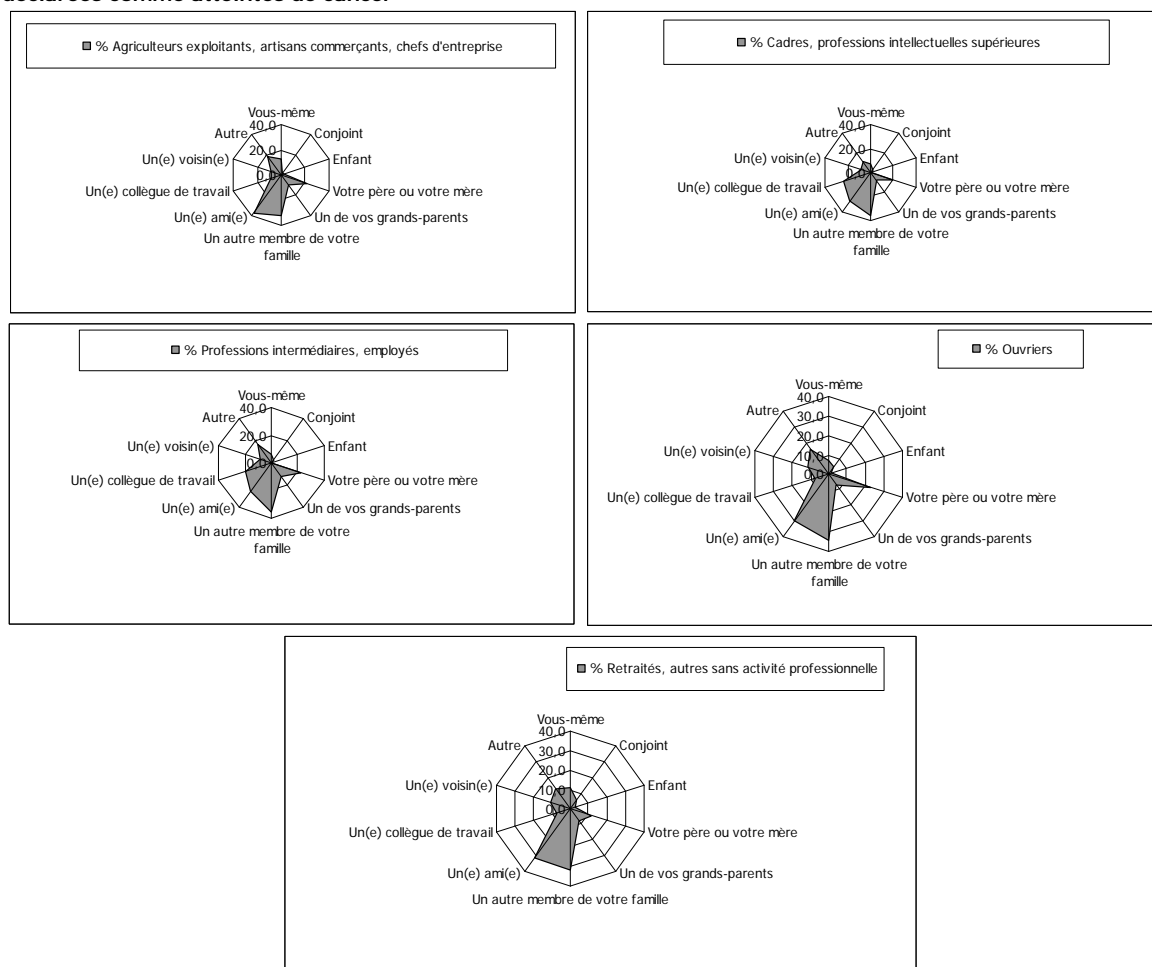 % Agriculteurs exploitants, artisans commerçants, chefs d'entreprise
Vous-même
40,0
Autre
Conjoint
20,0
Un(e) voisin(e)
Enfant
0,0
Un(e) collègue de travail
Votre père ou votre mère
Un(e) ami(e)
Un de vos grands-parents
Un autre membre de votre
famille
% Cadres, professions intellectuelles supérieures
Vous-même
40,0
Autre
Conjoint
20,0
Un(e) voisin(e)
Enfant
0,0
Un(e) collègue de travail
Votre père ou votre mère
Un(e) ami(e)
Un de vos grands-parents
Un autre membre de votre
famille
% Professions intermédiaires, employés
Vous-même
40,0
Autre
Conjoint
20,0
Un(e) voisin(e)
Enfant
0,0
Un(e) collègue de travail
Votre père ou votre mère
Un(e) ami(e)
Un de vos grands-parents
Un autre membre de votre
famille
% Ouvriers
Vous-même
40,0
Autre
Conjoint
30,0
20,0
Un(e) voisin(e)
Enfant
10,0
0,0
Un(e) collègue de travail
Votre père ou votre mère
Un(e) ami(e)
Un de vos grands-parents
Un autre membre de votre
famille
% Retraités, autres sans activité professionnelle
Vous-même
40,0
Autre
Conjoint
30,0
20,0
Un(e) voisin(e)
Enfant
10,0
0,0
Un(e) collègue de travail
Votre père ou votre mère
Un(e) ami(e)
Un de vos grands-parents
Un autre membre de votre famille